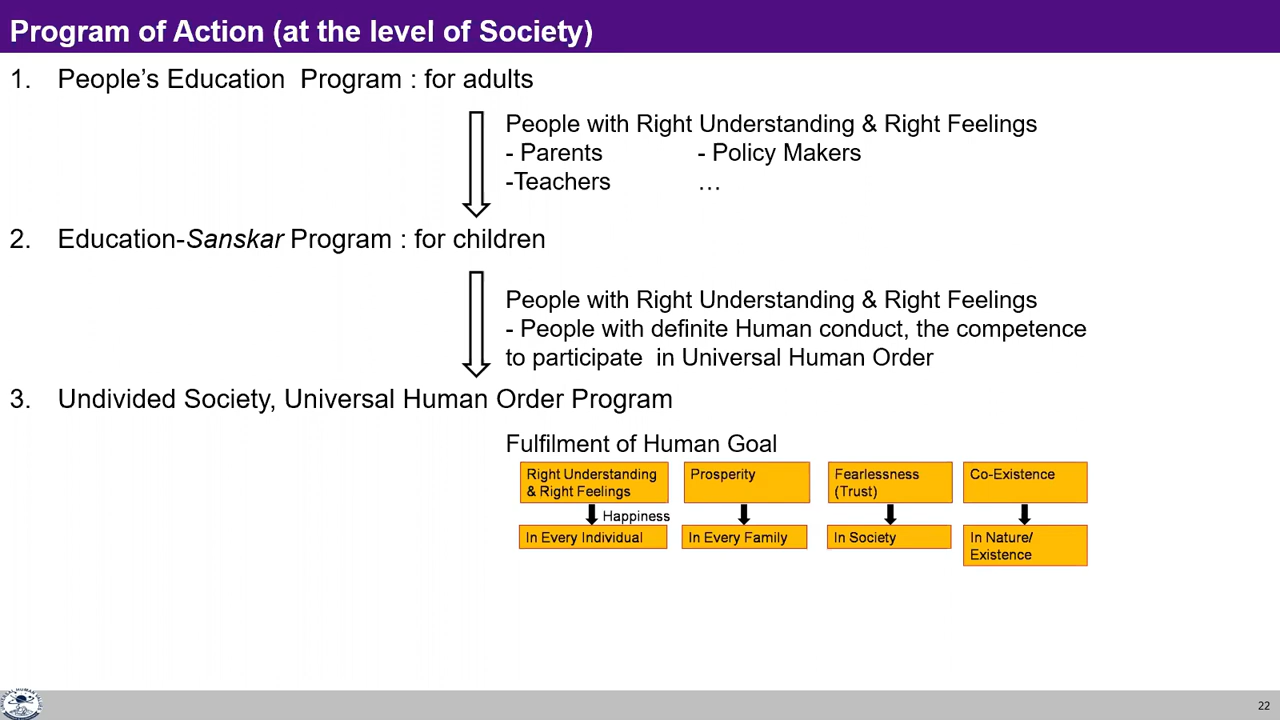 Program of Action (at the level of Society)
1. People's Education Program : for adults
People with Right Understanding & Right Feelings
- Parents - Policy Makers
-Teachers …
2. Education-Sanskar Program : for children
People with Right Understanding & Right Feelings
- People with definite Human conduct, the competence
to participate in Universal Human Order
3. Undivided Society, Universal Human Order Program
Fulfilment of Human Goal
Right Understanding
& Right Feelings
Prosperity
Fearlessness
(Trust)
Co-Existence
Happiness
In Every Individual
In Every Family
In Society
In Nature/
Existence
22